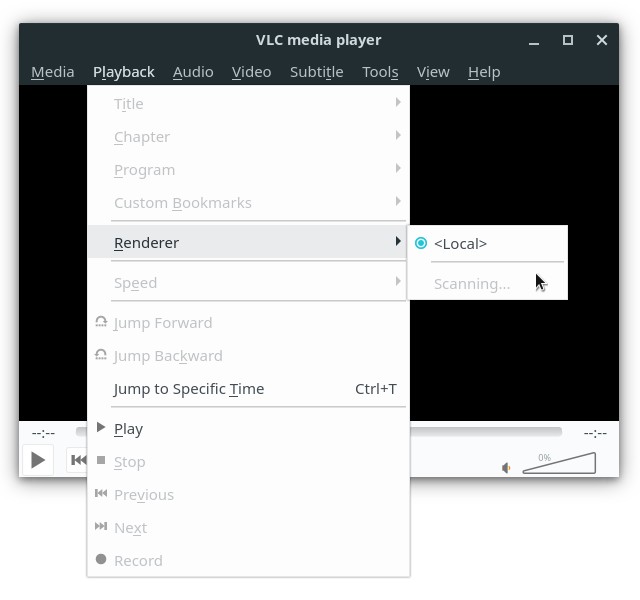 VLC media player
Media Playback Audio Video Subtitle Tools View Help
Title
Chapter
Program
Custom Bookmarks
Renderer
<Local>
Scanning...
Speed
Jump Forward
Jump Backward
Jump to Specific Time Ctrl+T
--:--
--:--
Play
0%
Stop
Previous
Next
Record